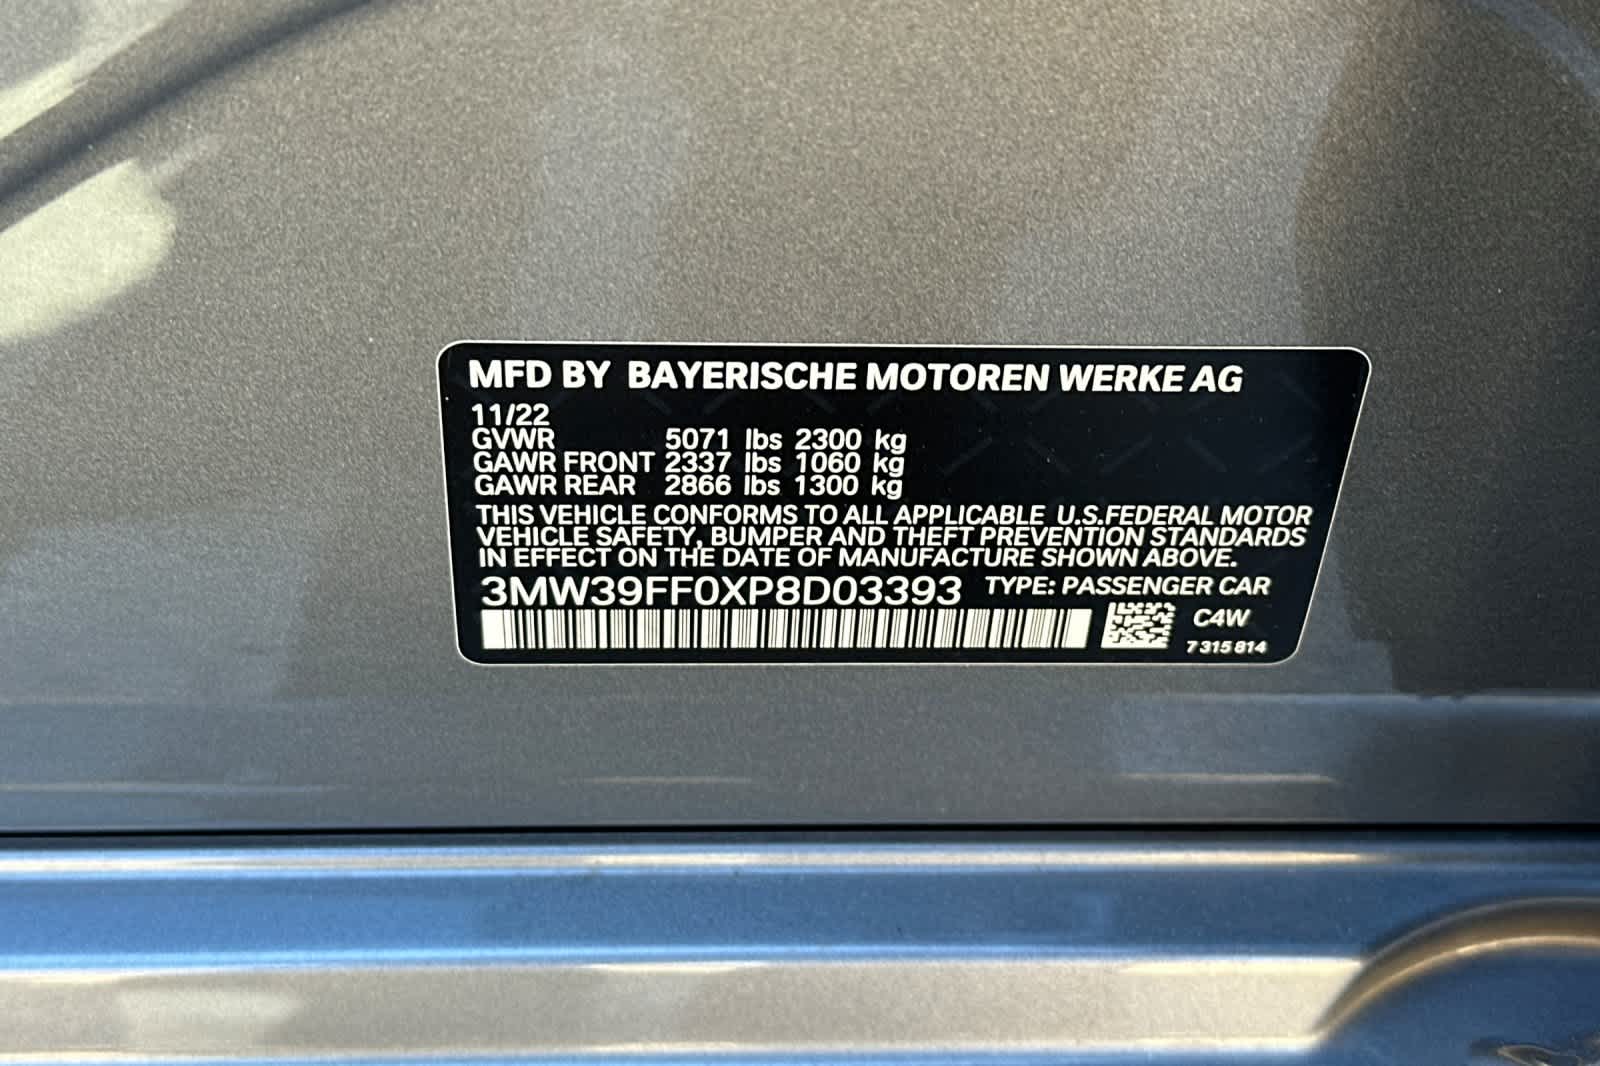 MFD BY BAYERISCHE MOTOREN WERKE AG
11/22
GVWR 5071 lbs 2300 kg
GAWR FRONT 2337 lbs 1060 kg
GAWR REAR 2866 lbs 1300 kg
THIS VEHICLE CONFORMS TO ALL APPLICABLE U.S.FEDERAL MOTOR
VEHICLE SAFETY, BUMPER AND THEFT PREVENTION STANDARDS
IN EFFECT ON THE DATE OF MANUFACTURE SHOWN ABOVE.
3MW39FF0XP8D03393 TYPE: PASSENGER CAR
C4W
7 315 814